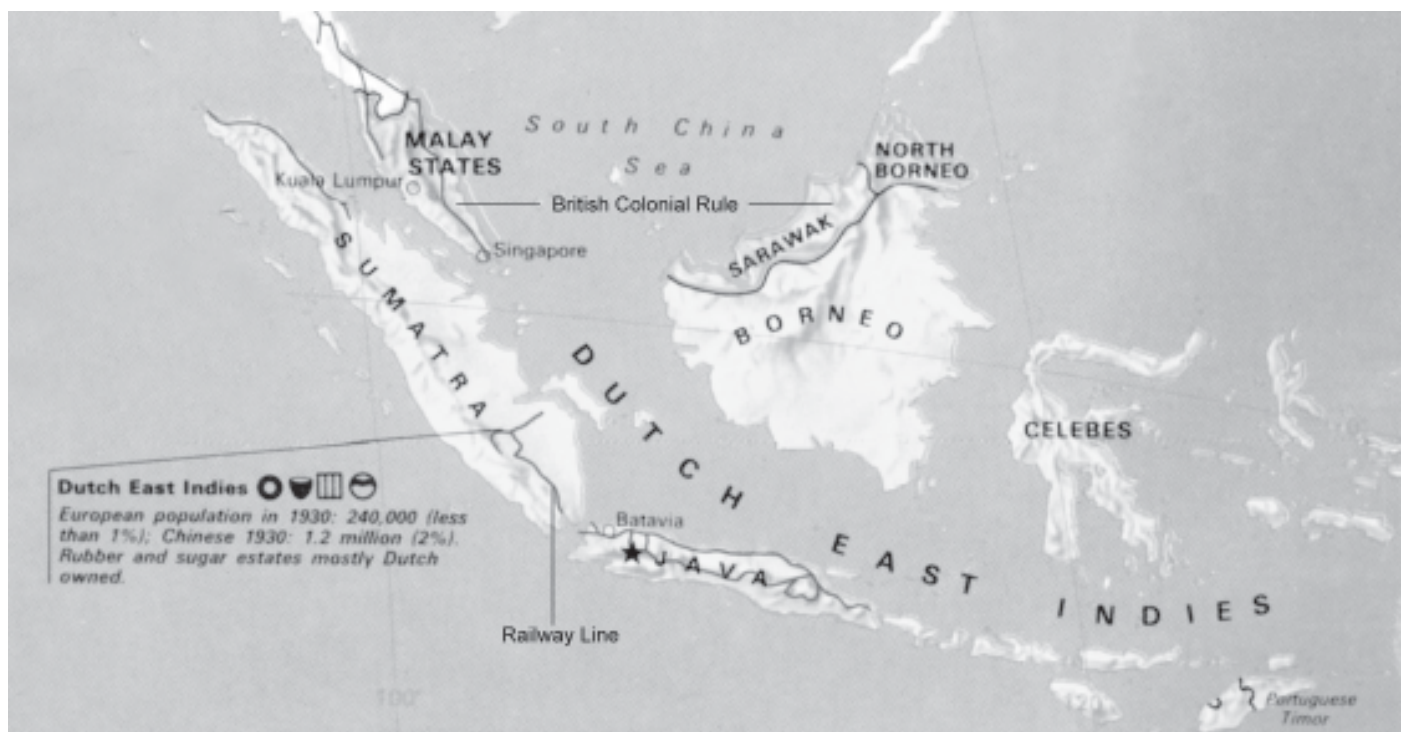 South China
Sea
MALAY
STATES
Kuala Lumpur
NORTH
BORNEO
British Colonial Rule
SARAWAK
Singapore
SUMATRA
BORNEO
DUTCH EAST INDIES
CELEBES
Dutch East Indies
European population in 1930: 240,000 (less
than 1%); Chinese 1930: 1.2 million (2%).
Rubber and sugar estates mostly Dutch
owned.
Batavia
JAVA
Railway Line
100°
120°
Portuguese
Timor